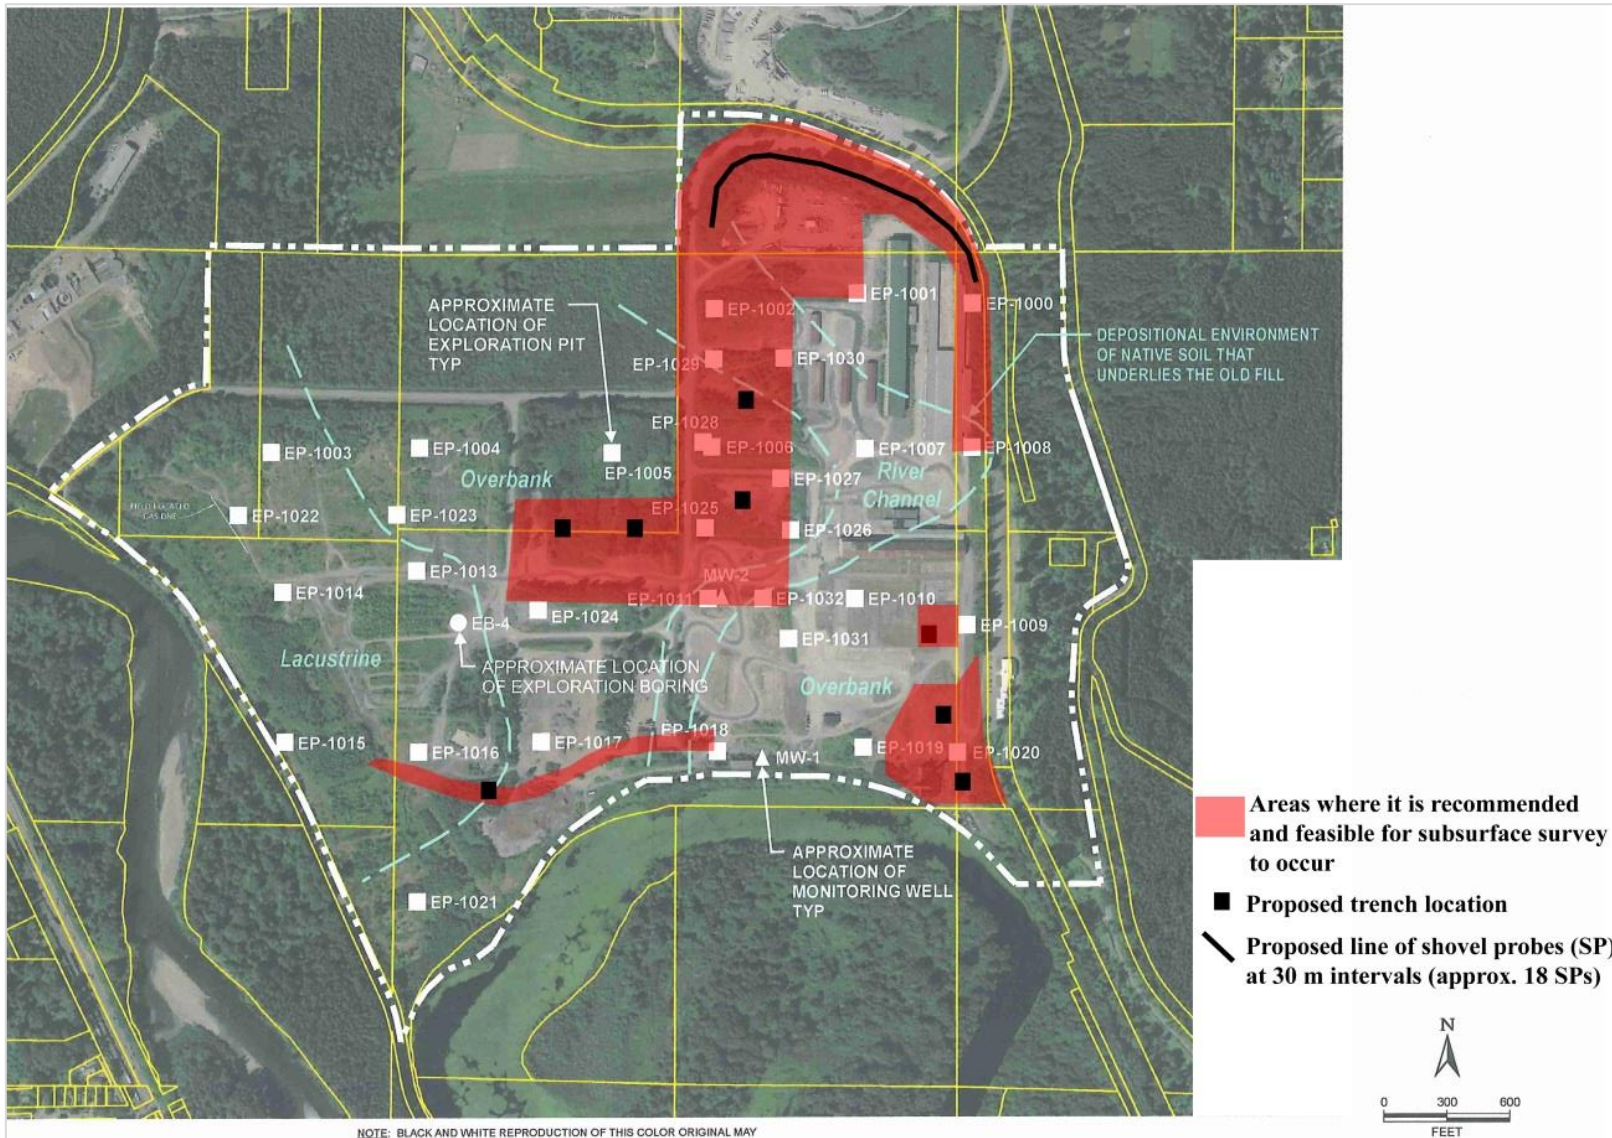 APPROXIMATE
LOCATION OF
EXPLORATION PIT
TYP
EP-1002
EP-1001
EP-1000
DEPOSITIONAL ENVIRONMENT
OF NATIVE SOIL THAT
UNDERLIES THE OLD FILL
EP-1029
EP-1030
EP-1028
EP-1006
EP-1003
EP-1004
EP-1005
EP-1007
EP-1008
Overbank
River
Channel
EP-1027
EP-1022
EP-1023
EP-1025
EP-1026
FIELD LOCATED
GAS LINE
EP-1013
EP-1014
MW-2
EP-1011
EP-1032
EP-1010
EP-1024
EB-4
EP-1031
EP-1009
Lacustrine
APPROXIMATE LOCATION
OF EXPLORATION BORING
Overbank
EP-1015
EP-1016
EP-1017
EP-1018
MW-1
EP-1019
EP-1020
APPROXIMATE
LOCATION OF
MONITORING WELL
TYP
EP-1021
Areas where it is recommended
and feasible for subsurface survey
to occur
Proposed trench location
Proposed line of shovel probes (SP)
at 30 m intervals (approx. 18 SPs)
N
0 300 600
FEET
NOTE: BLACK AND WHITE REPRODUCTION OF THIS COLOR ORIGINAL MAY